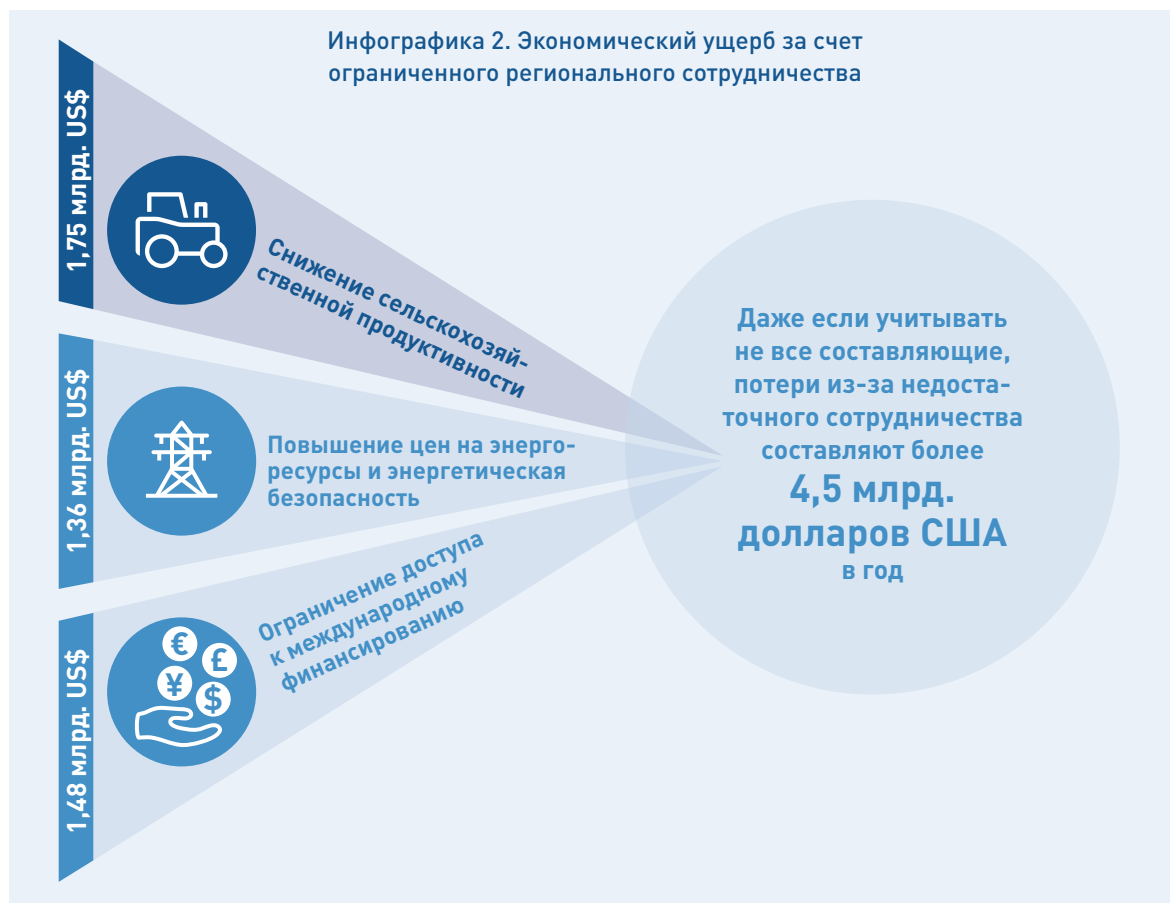 Инфографика 2. Экономический ущерб за счет
ограниченного регионального сотрудничества
1,75 млрд. US$
Снижение сельскохозяй-
ственной продуктивности
1,36 млрд. US$
Повышение цен на энерго-
ресурсы и энергетическая
безопасность
1,48 млрд. US$
€
£
¥
$
Ограничение доступа
к международному
финансированию
Даже если учитывать
не все составляющие,
потери из-за недоста-
точного сотрудничества
составляют более
4,5 млрд.
долларов США
в год